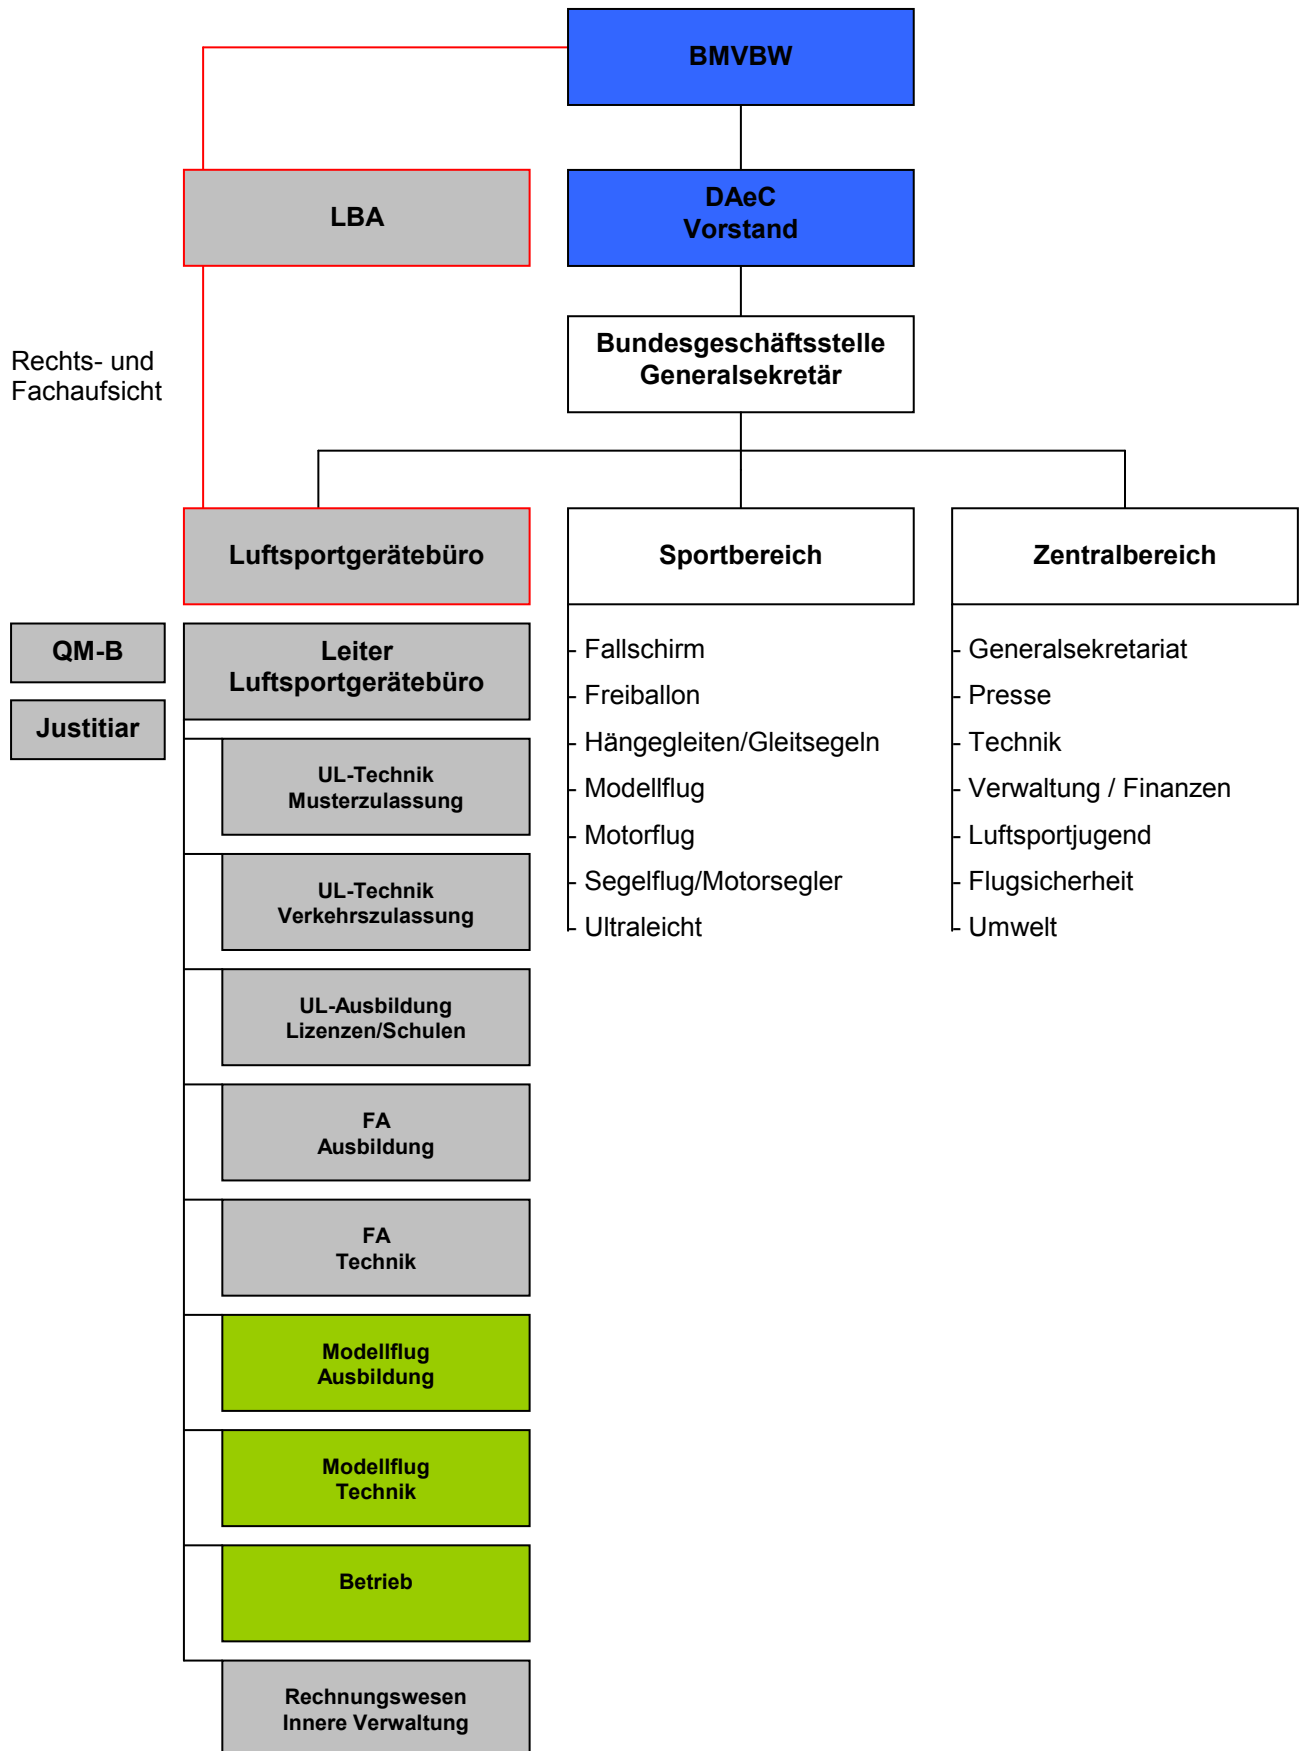 BMVBW
LBA
DAeC
Vorstand
Bundesgeschäftsstelle
Generalsekretär
Rechts- und
Fachaufsicht
Luftsportgerätebüro
Sportbereich
Zentralbereich
QM-B
Justitiar
Leiter
Luftsportgerätebüro
UL-Technik
Musterzulassung
UL-Technik
Verkehrszulassung
UL-Ausbildung
Lizenzen/Schulen
FA
Ausbildung
FA
Technik
Modellflug
Ausbildung
Modellflug
Technik
Betrieb
Rechnungswesen
Innere Verwaltung
- Fallschirm
- Freiballon
- Hängegleiten/Gleitsegeln
- Modellflug
- Motorflug
- Segelflug/Motorsegler
- Ultraleicht
- Generalsekretariat
- Presse
- Technik
- Verwaltung / Finanzen
- Luftsportjugend
- Flugsicherheit
- Umwelt